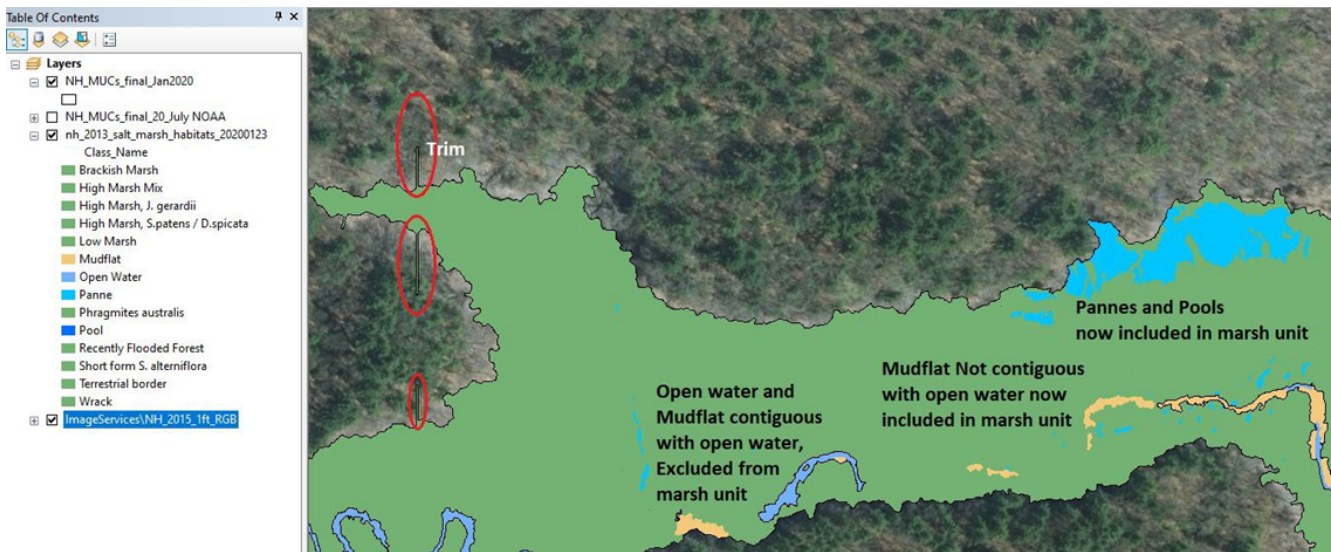 Table Of Contents
Layers
NH_MUCs_final_Jan2020
NH_MUCs_final_20_July NOAA
nh_2013_salt_marsh_habitats_20200123
Class_Name
Brackish Marsh
High Marsh Mix
High Marsh, J. gerardii
High Marsh, S.patens / D.spicata
Low Marsh
Mudflat
Open Water
Panne
Phragmites australis
Pool
Recently Flooded Forest
Short form S. alterniflora
Terrestrial border
Wrack
ImageServices\NH_2015_1ft_RGB
Trim
Pannes and Pools
now included in marsh unit
Mudflat Not contiguous
with open water now
included in marsh unit
Open water and
Mudflat contiguous
with open water,
Excluded from
marsh unit